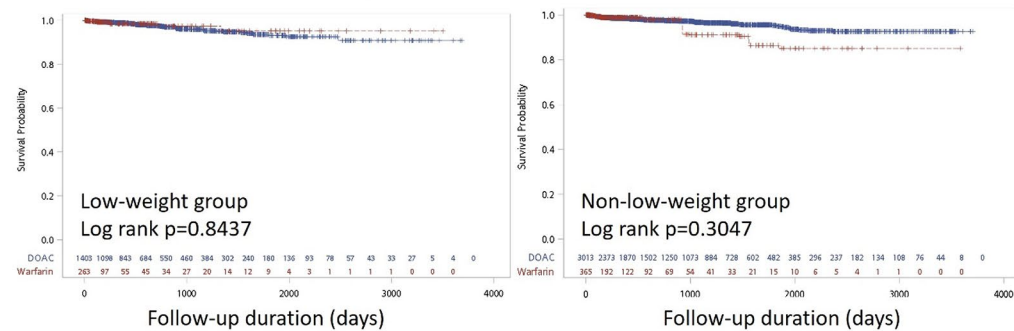 Survival Probability
1.0
0.8
0.6
0.4
0.2
0.0
Low-weight group
Log rank p=0.8437
DOAC 1403 1098 843 684 550 460 384 302 240 180 136 93 78 57 43 33 27 5 4 0
Warfarin 263 97 55 45 34 27 20 14 12 9 4 3 1 1 1 0 0 0
0 1000 2000 3000 4000
Follow-up duration (days)
Survival Probability
1.0
0.8
0.6
0.4
0.2
0.0
Non-low-weight group
Log rank p=0.3047
DOAC 3013 2373 1870 1502 1250 1073 884 728 602 482 385 296 237 182 134 108 76 44 8 0
Warfarin 365 192 122 92 69 54 41 33 21 15 10 6 5 4 1 1 0 0 0
0 1000 2000 3000 4000
Follow-up duration (days)